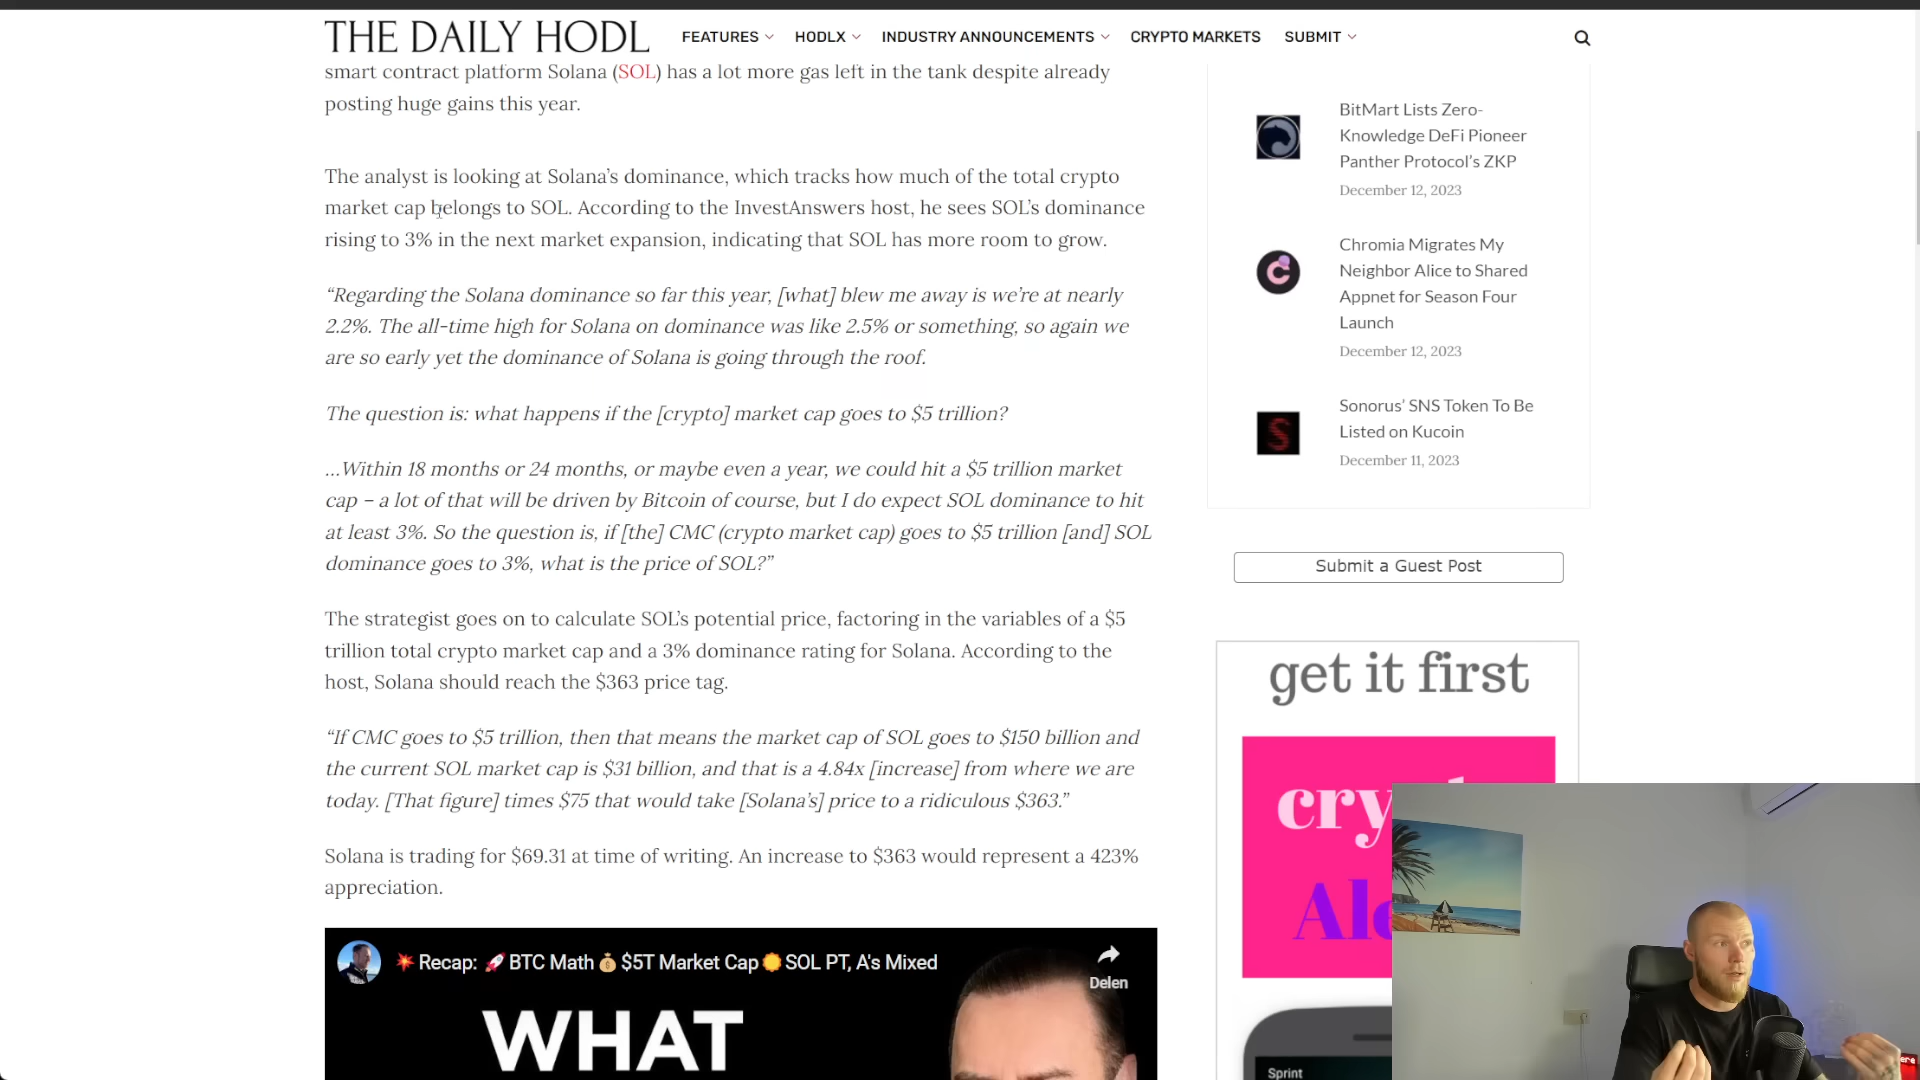 THE DAILY HODL
FEATURES
HODLX
INDUSTRY ANNOUNCEMENTS
CRYPTO MARKETS
SUBMIT
smart contract platform Solana (SOL) has a lot more gas left in the tank despite already
posting huge gains this year.
The analyst is looking at Solana’s dominance, which tracks how much of the total crypto
market cap belongs to SOL. According to the InvestAnswers host, he sees SOL’s dominance
rising to 3% in the next market expansion, indicating that SOL has more room to grow.
“Regarding the Solana dominance so far this year, [what] blew me away is we’re at nearly
2.2%. The all-time high for Solana on dominance was like 2.5% or something, so again we
are so early yet the dominance of Solana is going through the roof.
The question is: what happens if the [crypto] market cap goes to $5 trillion?
…Within 18 months or 24 months, or maybe even a year, we could hit a $5 trillion market
cap – a lot of that will be driven by Bitcoin of course, but I do expect SOL dominance to hit
at least 3%. So the question is, if [the] CMC (crypto market cap) goes to $5 trillion [and] SOL
dominance goes to 3%, what is the price of SOL?”
The strategist goes on to calculate SOL’s potential price, factoring in the variables of a $5
trillion total crypto market cap and a 3% dominance rating for Solana. According to the
host, Solana should reach the $363 price tag.
“If CMC goes to $5 trillion, then that means the market cap of SOL goes to $150 billion and
the current SOL market cap is $31 billion, and that is a 4.84x [increase] from where we are
today. [That figure] times $75 that would take [Solana’s] price to a ridiculous $363.”
Solana is trading for $69.31 at time of writing. An increase to $363 would represent a 423%
appreciation.
Recap: BTC Math $5T Market Cap SOL PT, A's Mixed
Delen
WHAT
BitMart Lists Zero-
Knowledge DeFi Pioneer
Panther Protocol’s ZKP
December 12, 2023
Chromia Migrates My
Neighbor Alice to Shared
Appnet for Season Four
Launch
December 12, 2023
Sonorus’ SNS Token To Be
Listed on Kucoin
December 11, 2023
Submit a Guest Post
get it first
Sprint